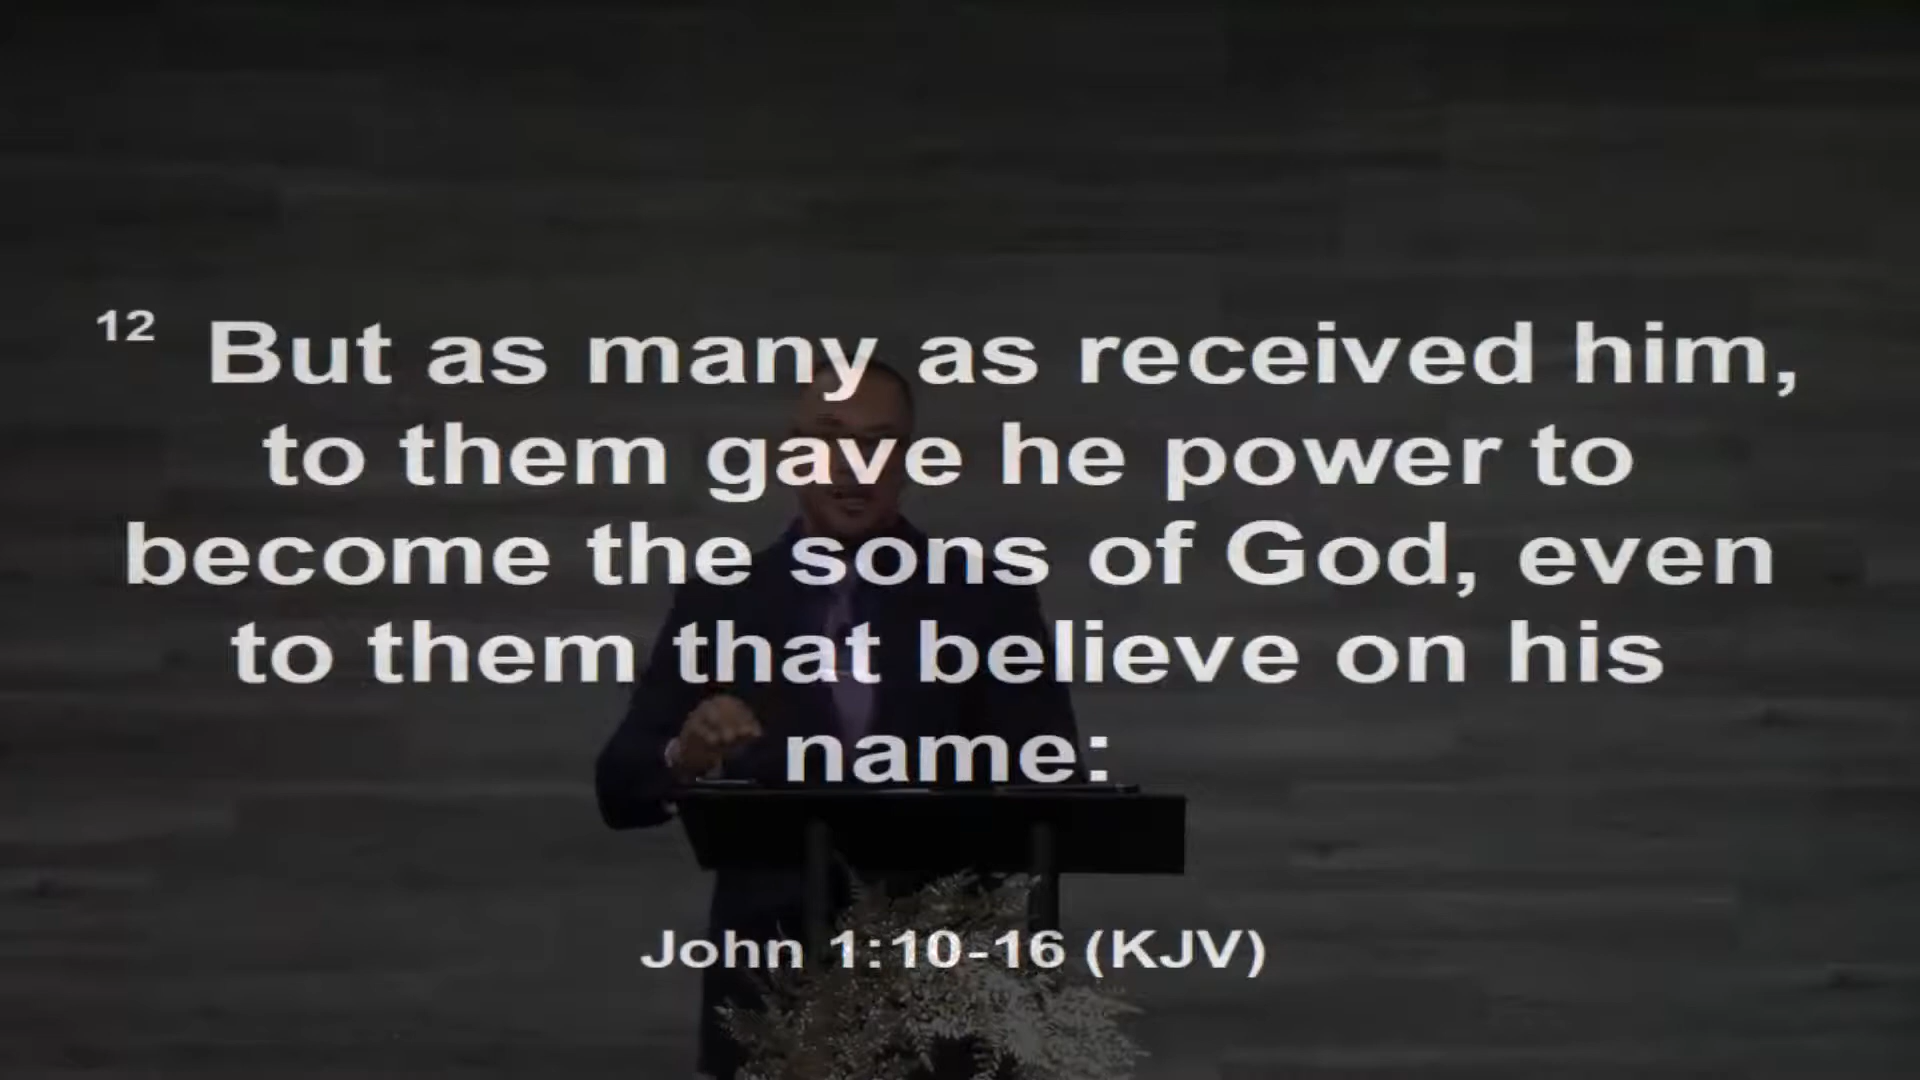 12 But as many as received him,
to them gave he power to
become the sons of God, even
to them that believe on his
name:
John 1:10-16 (KJV)